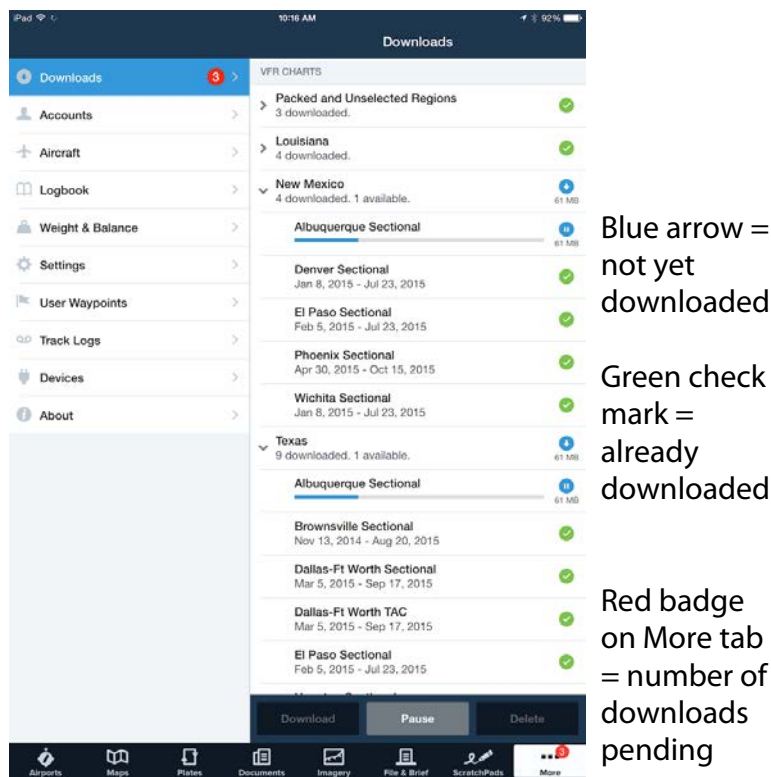 iPad
10:16 AM
92%
Downloads
Downloads
3
Accounts
Aircraft
Logbook
Weight & Balance
Settings
User Waypoints
Track Logs
Devices
About
VFR CHARTS
Packed and Unselected Regions
3 downloaded.
Louisiana
4 downloaded.
New Mexico
4 downloaded. 1 available.
61 MB
Albuquerque Sectional
61 MB
Denver Sectional
Jan 8, 2015 - Jul 23, 2015
El Paso Sectional
Feb 5, 2015 - Jul 23, 2015
Phoenix Sectional
Apr 30, 2015 - Oct 15, 2015
Wichita Sectional
Jan 8, 2015 - Jul 23, 2015
Texas
9 downloaded. 1 available.
61 MB
Albuquerque Sectional
61 MB
Brownsville Sectional
Nov 13, 2014 - Aug 20, 2015
Dallas-Ft Worth Sectional
Mar 5, 2015 - Sep 17, 2015
Dallas-Ft Worth TAC
Mar 5, 2015 - Sep 17, 2015
El Paso Sectional
Feb 5, 2015 - Jul 23, 2015
Download Pause Delete
Airports Maps Plates Documents Imagery File & Brief ScratchPads More
3
Blue arrow =
not yet
downloaded
Green check
mark =
already
downloaded
Red badge
on More tab
= number of
downloads
pending